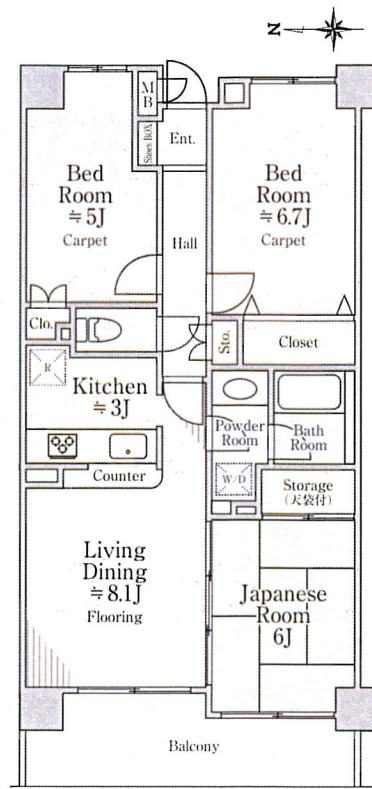 N
MB
Shoes BOX
Ent.
Bed
Room
≒5J
Carpet
Bed
Room
≒6.7J
Carpet
Hall
Clo.
Sto.
Closet
R
Kitchen
≒3J
Powder
Room
Bath
Room
W/D
Counter
Storage
(天袋付)
Living
Dining
≒8.1J
Flooring
Japanese
Room
6J
Balcony